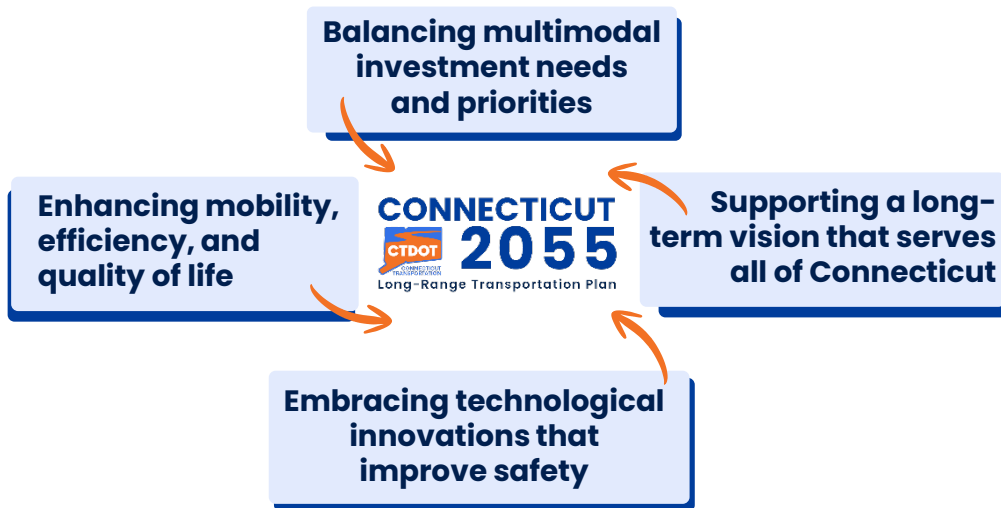 Balancing multimodal
investment needs
and priorities
Enhancing mobility,
efficiency, and
quality of life
CONNECTICUT
2055
CTDOT
CONNECTICUT
TRANSPORTATION
Long-Range Transportation Plan
Supporting a long-
term vision that serves
all of Connecticut
Embracing technological
innovations that
improve safety